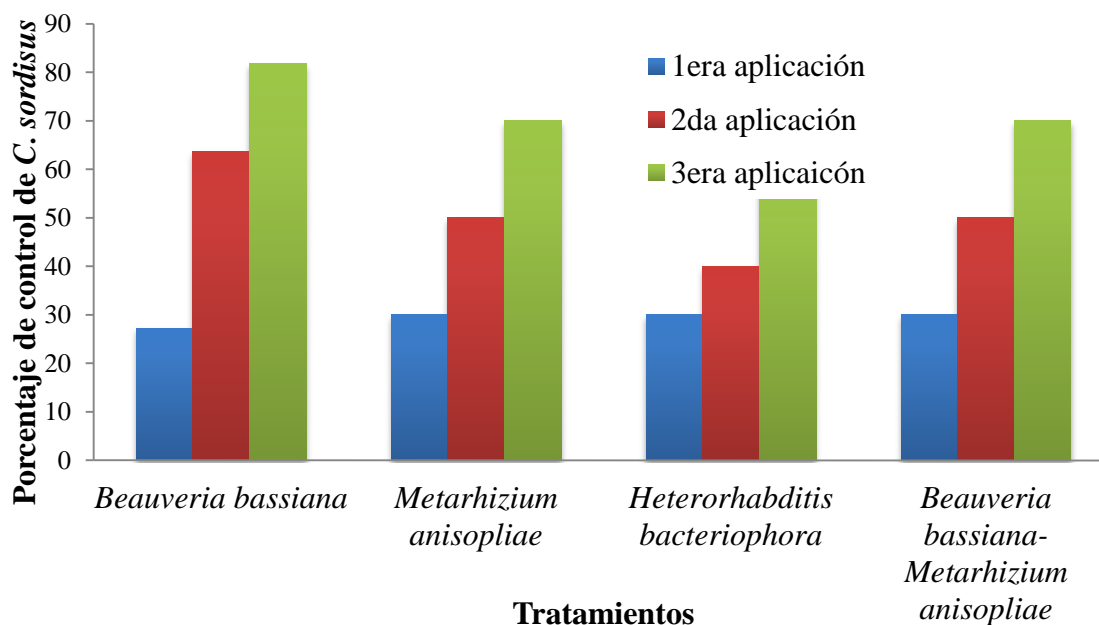 Porcentaje de control de C. sordisus
90
80
70
60
50
40
30
20
10
0
1era aplicación
2da aplicación
3era aplicaicón
Beauveria bassiana
Metarhizium
anisopliae
Heterorhabditis
bacteriophora
Beauveria
bassiana-
Metarhizium
anisopliae
Tratamientos